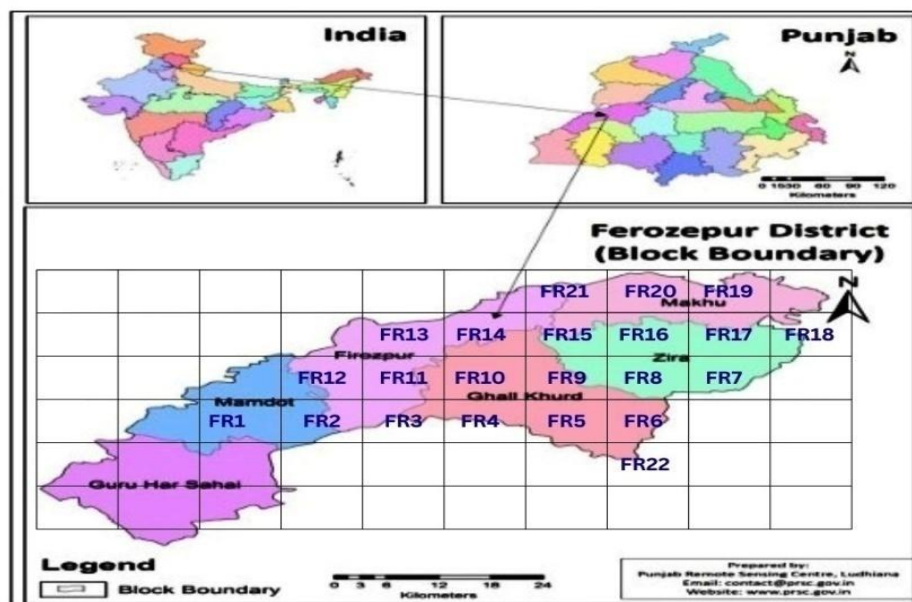 India
Punjab
N
0 1530 60 90 120
Kilometers
Ferozepur District
(Block Boundary)
N
FR21 FR20 FR19
Makhu
FR13 FR14 FR15 FR16 FR17 FR18
Firozpur
Zira
FR12 FR11 FR10 FR9 FR8 FR7
Mamdot
Ghall Khurd
FR1 FR2 FR3 FR4 FR5 FR6
FR22
Guru Har Sahai
Legend
Block Boundary
0 3 6 12 18 24
Kilometers
Prepared by:
Punjab Remote Sensing Centre, Ludhiana
Email: contact@prsc.gov.in
Website: www.prsc.gov.in